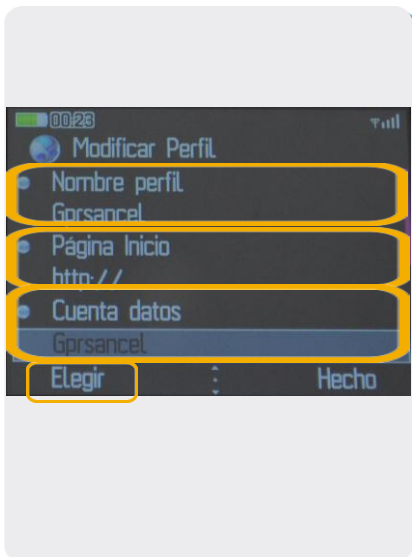 00:23
Modificar Perfil
Nombre perfil
Gprsancel
Página Inicio
http://
Cuenta datos
Gprsancel
Elegir
Hecho